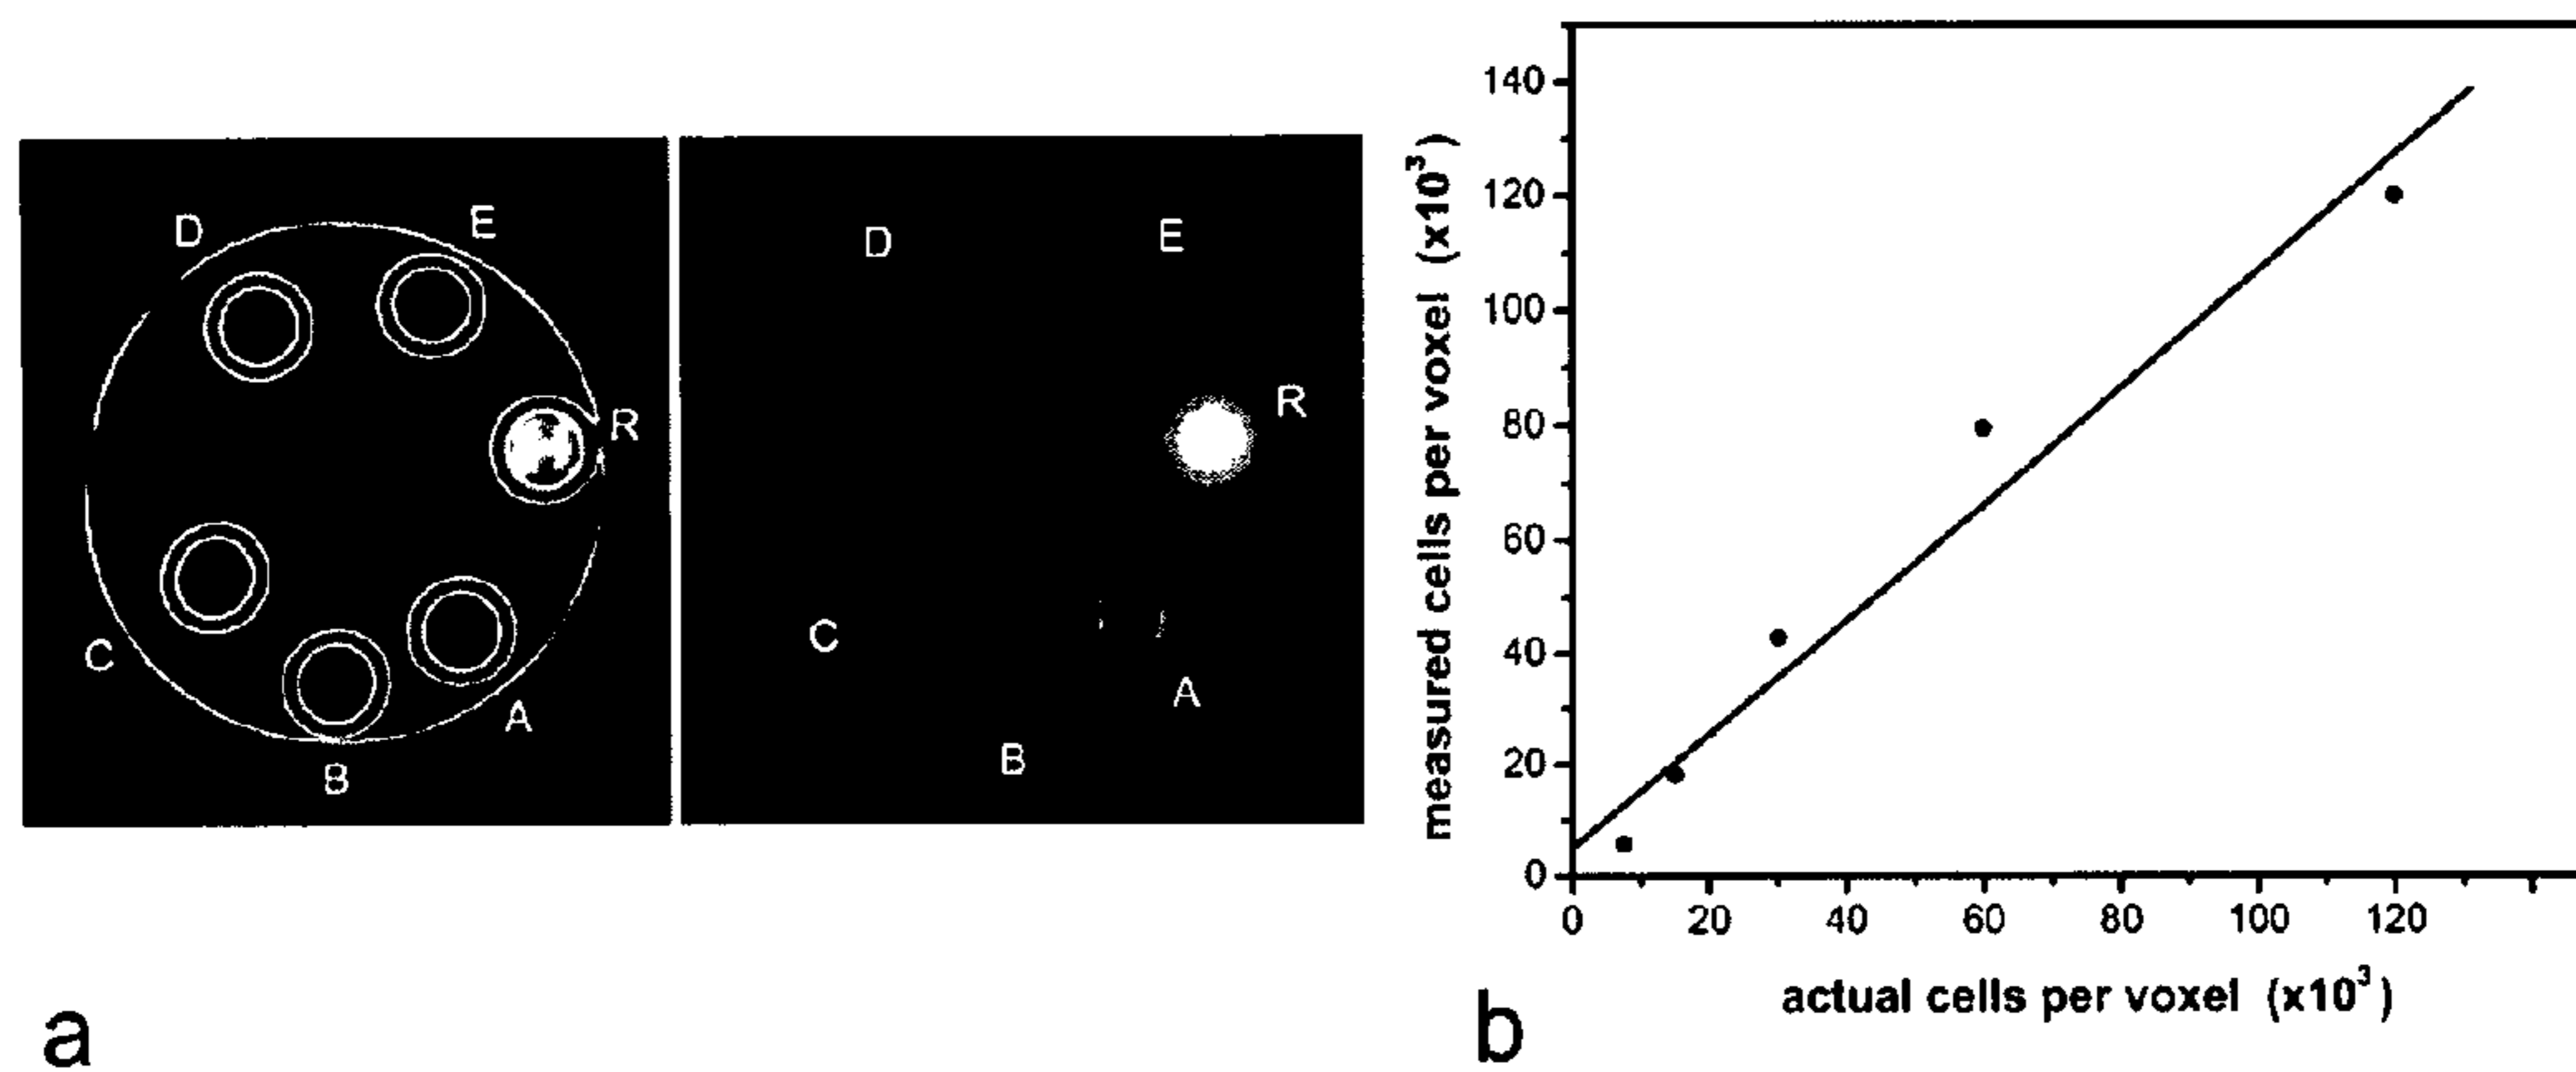 D
E
R
C
A
B
D
E
R
C
A
B
a
measured cells per voxel (x10³)
140
120
100
80
60
40
20
0
0 20 40 60 80 100 120
actual cells per voxel (x10³)
b